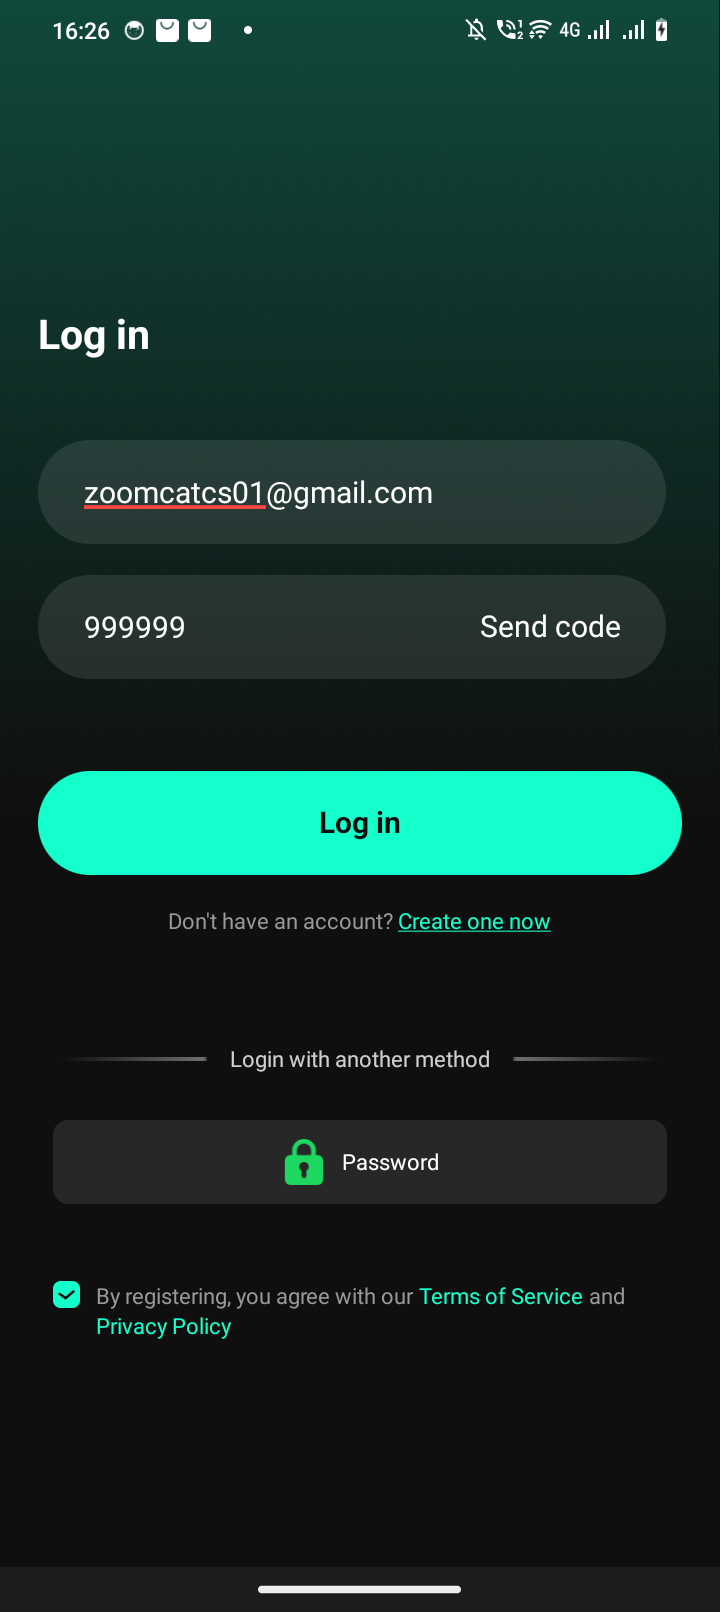 16:26
4G
Log in
zoomcatcs01@gmail.com
999999 Send code
Log in
Don't have an account? Create one now
Login with another method
Password
By registering, you agree with our Terms of Service and
Privacy Policy